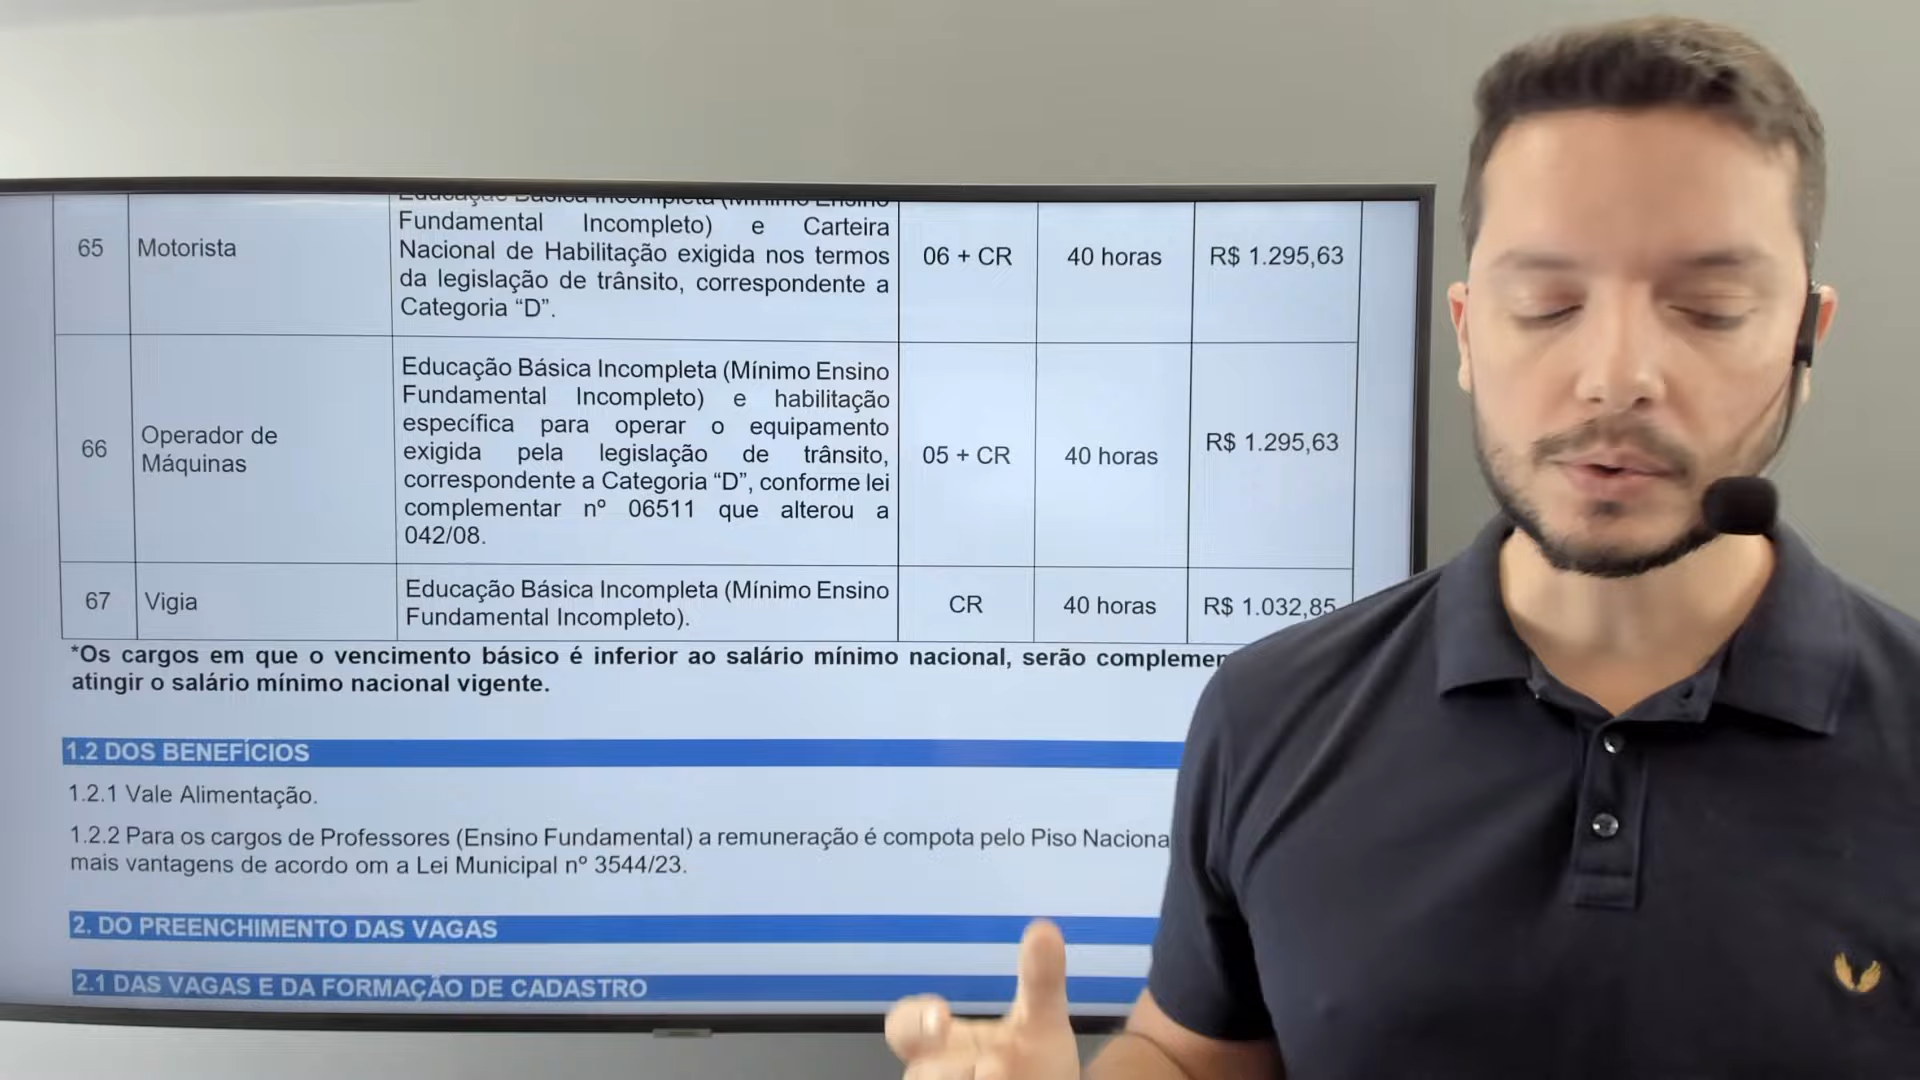 Educação Básica Incompleta (Mínimo Ensino
65
Motorista
Fundamental Incompleto) e Carteira
Nacional de Habilitação exigida nos termos
da legislação de trânsito, correspondente a
Categoria “D”.
06 + CR
40 horas
R$ 1.295,63
66
Operador de
Máquinas
Educação Básica Incompleta (Mínimo Ensino
Fundamental Incompleto) e habilitação
específica para operar o equipamento
exigida pela legislação de trânsito,
correspondente a Categoria “D”, conforme lei
complementar nº 06511 que alterou a
042/08.
05 + CR
40 horas
R$ 1.295,63
67
Vigia
Educação Básica Incompleta (Mínimo Ensino
Fundamental Incompleto).
CR
40 horas
R$ 1.032,85
*Os cargos em que o vencimento básico é inferior ao salário mínimo nacional, serão complemen
atingir o salário mínimo nacional vigente.
1.2 DOS BENEFÍCIOS
1.2.1 Vale Alimentação.
1.2.2 Para os cargos de Professores (Ensino Fundamental) a remuneração é compota pelo Piso Naciona
mais vantagens de acordo om a Lei Municipal nº 3544/23.
2. DO PREENCHIMENTO DAS VAGAS
2.1 DAS VAGAS E DA FORMAÇÃO DE CADASTRO